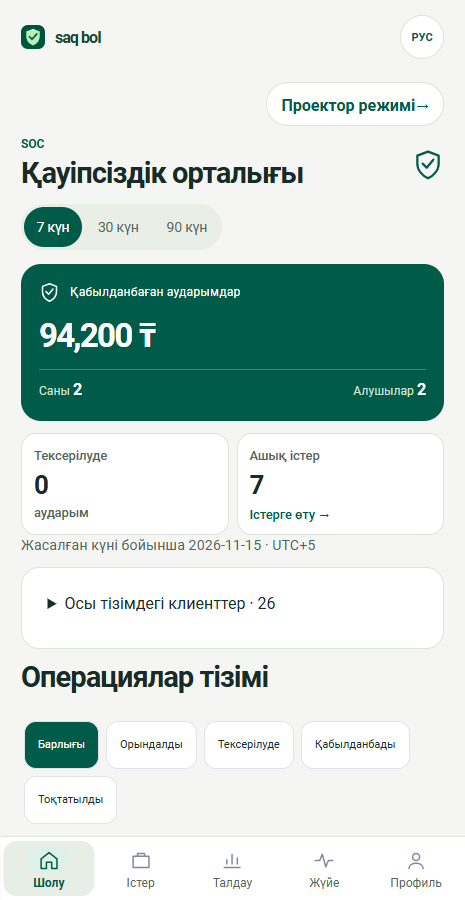 saq bol
РУС
Проектор режимі→
SOC
Қауіпсіздік орталығы
7 күн 30 күн 90 күн
Қабылданбаған аударымдар
94,200 ₸
Саны 2 Алушылар 2
Тексерілуде Ашық істер
0 7
аударым Істерге өту →
Жасалған күні бойынша 2026-11-15 · UTC+5
▶ Осы тізімдегі клиенттер · 26
Операциялар тізімі
Барлығы Орындалды Тексерілуде Қабылданбады
Тоқтатылды
Шолу Істер Талдау Жүйе Профиль